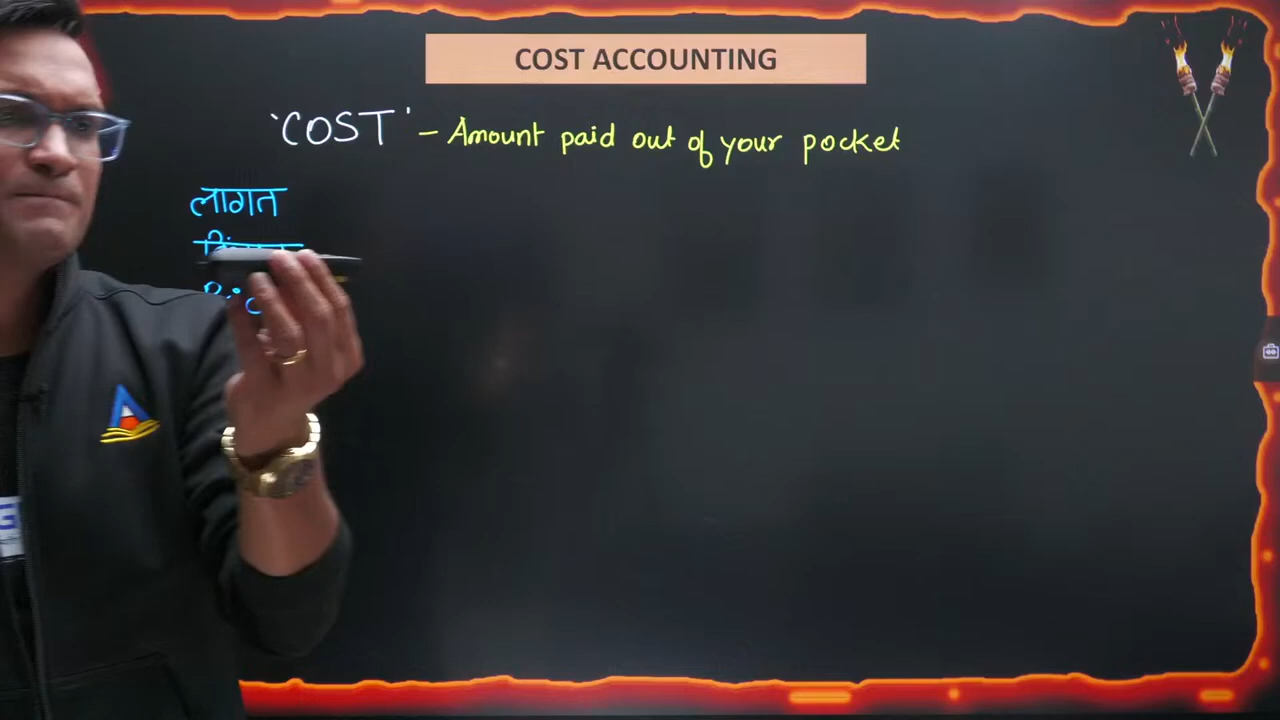 COST ACCOUNTING
'COST' - Amount paid out of your pocket
लागत
G